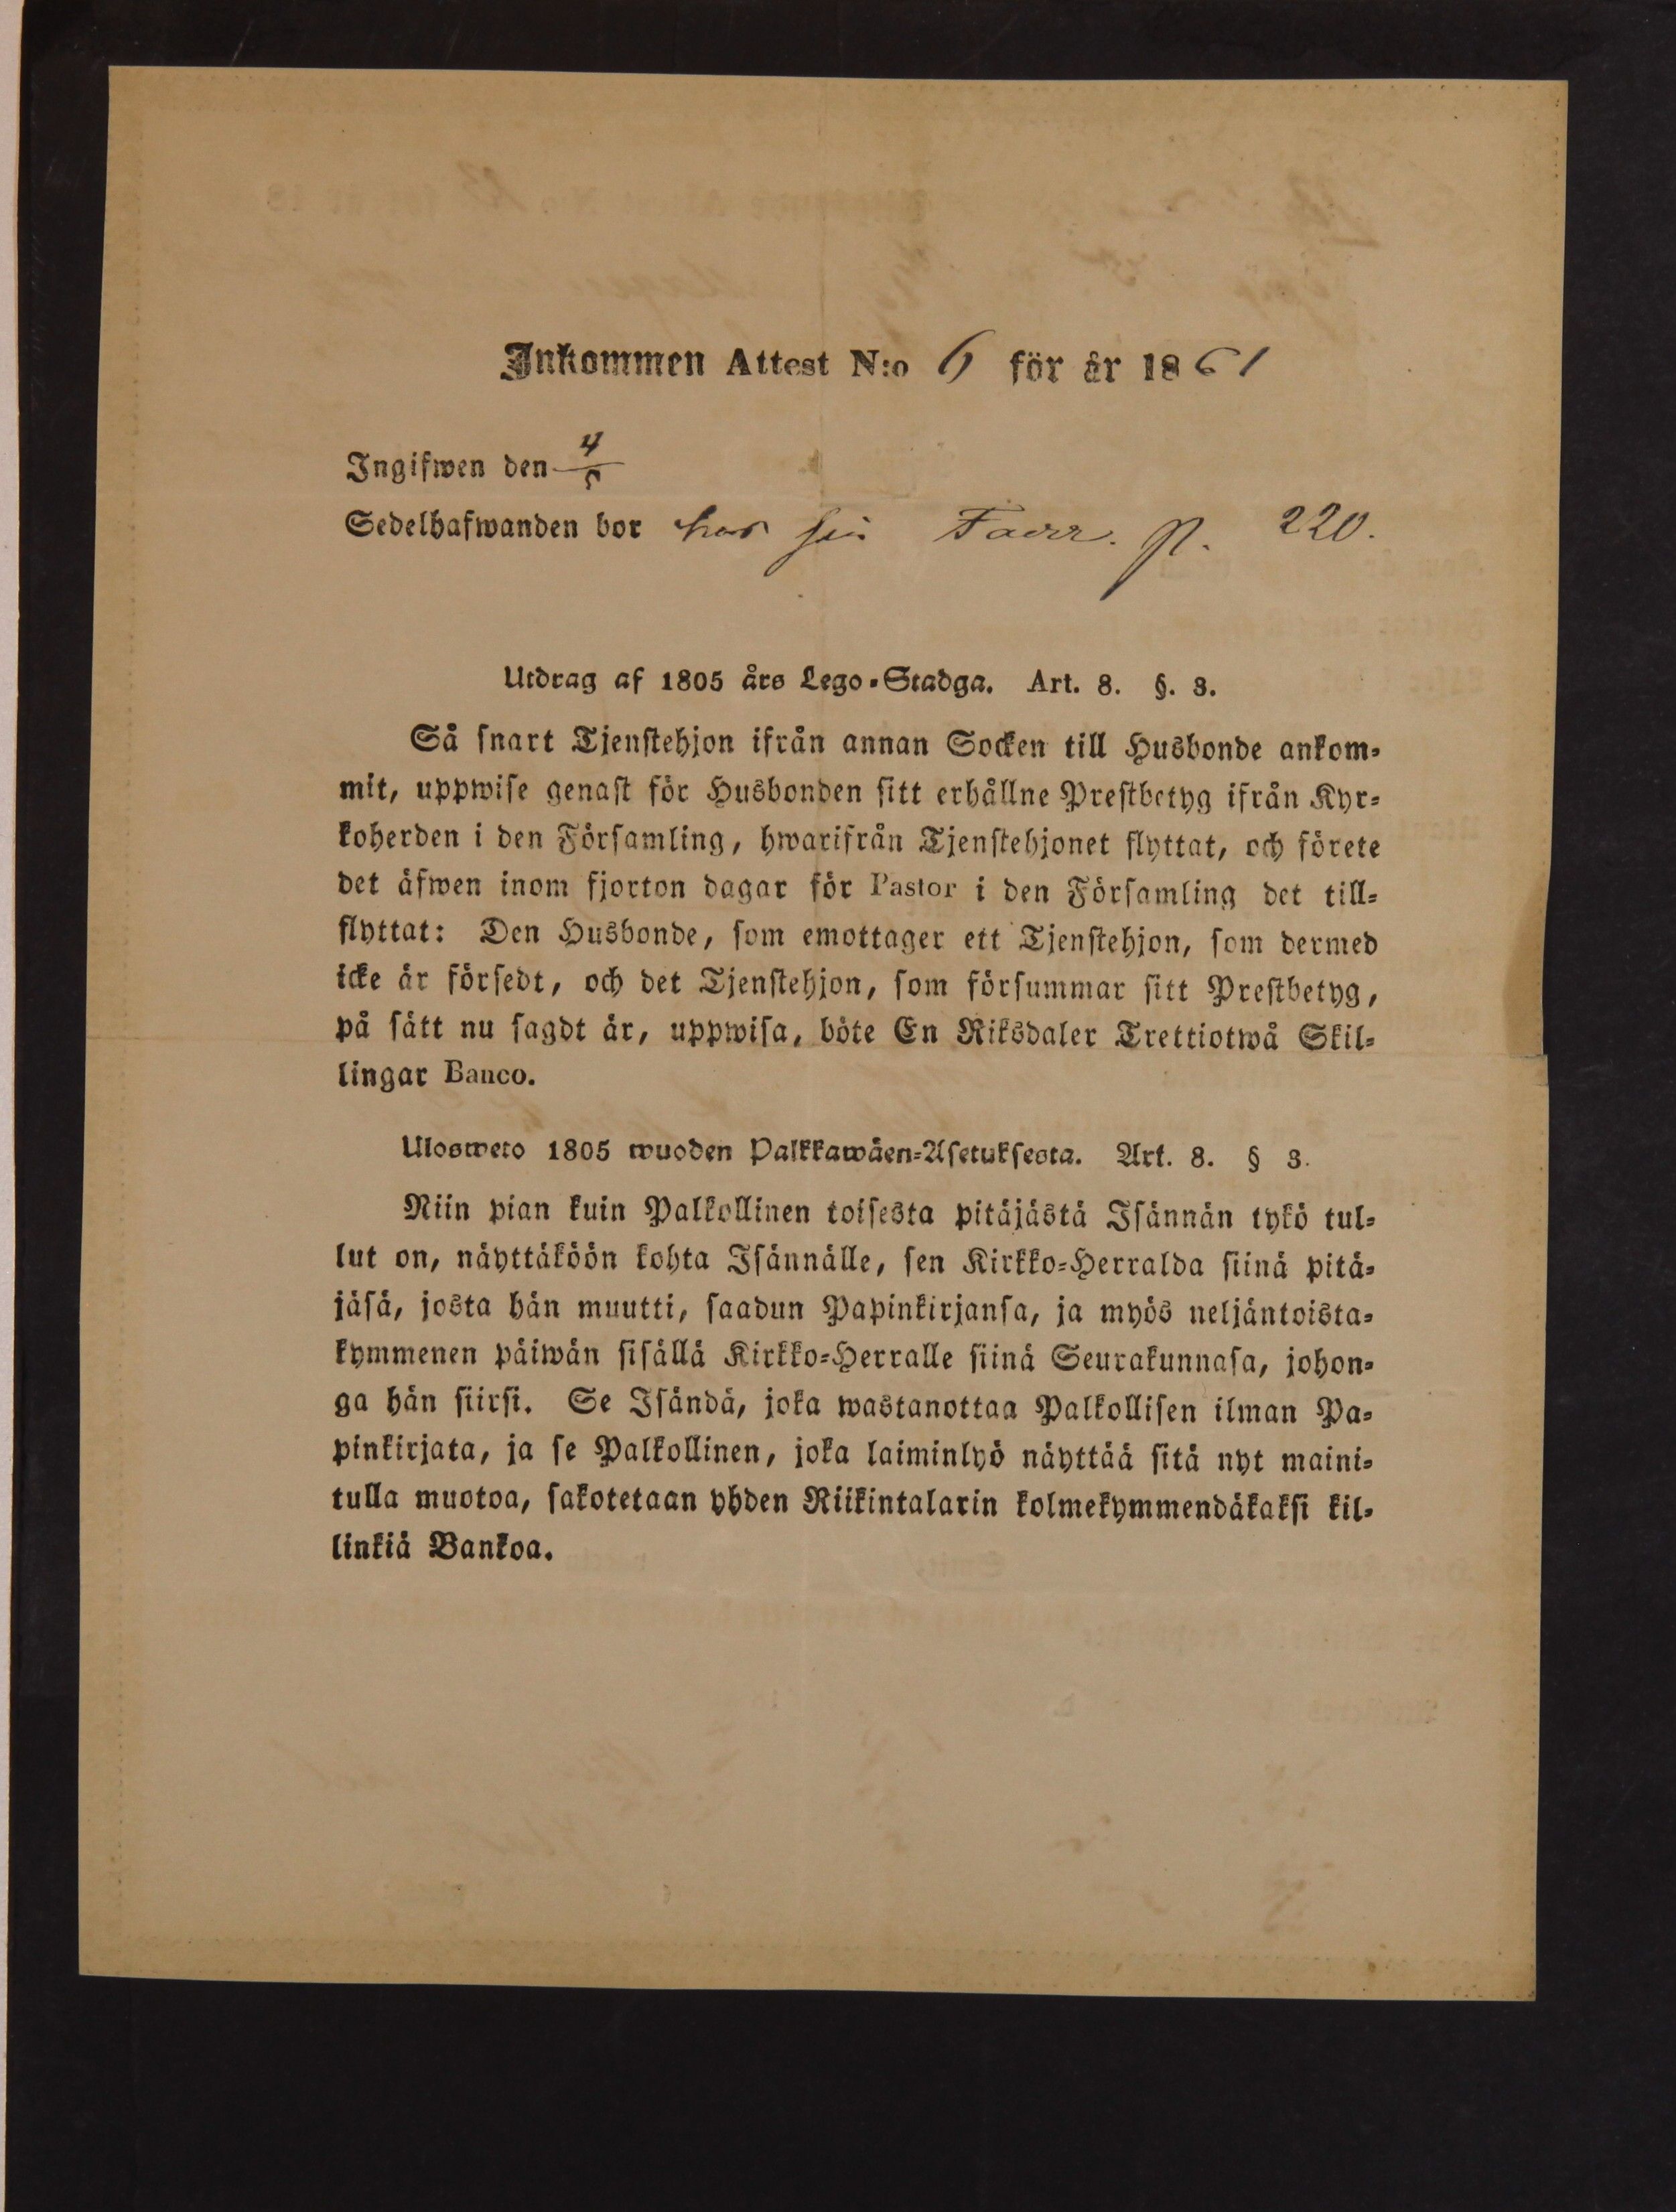 Inkommen Attest N:o 6 för år 1861
Ingifwen den 4/5
Sedelhafwanden bor hos sin Farr. p. 220.
Utdrag af 1805 års Lego-Stadga. Art. 8. §. 3.
Så snart Tjenstehjon ifrån annan Socken till Husbonde ankom-
mit, uppwise genast för Husbonden sitt erhållne Prestbetyg ifrån Kyr-
koherden i den Församling, hwarifrån Tjenstehjonet flyttat, och förete
det äfwen inom fjorton dagar för Pastor i den Församling det till-
flyttat: Den Husbonde, som emottager ett Tjenstehjon, som dermed
icke är försedt, och det Tjenstehjon, som försummar sitt Prestbetyg,
på sätt nu sagdt är, uppwisa, böte En Riksdaler Trettiotwå Skil-
lingar Banco.
Ulosweto 1805 wuoden Palkkawäen-Asetuksesta. Art. 8. § 3.
Niin pian kuin Palkollinen toisesta pitäjästä Isännän tykö tul-
lut on, näyttäköön kohta Isännälle, sen Kirkko-Herralda siinä pitä-
jäsä, josta hän muutti, saadun Papinkirjansa, ja myös neljäntoista-
kymmenen päiwän sisällä Kirkko-Herralle siinä Seurakunnasa, johon-
ga hän siirsi. Se Isändä, joka wastanottaa Palkollisen ilman Pa-
pinkirjata, ja se Palkollinen, joka laiminlyö näyttää sitä nyt maini-
tulla muotoa, sakotetaan yhden Riikintalarin kolmekymmendäkaksi kil-
linkiä Bankoa.